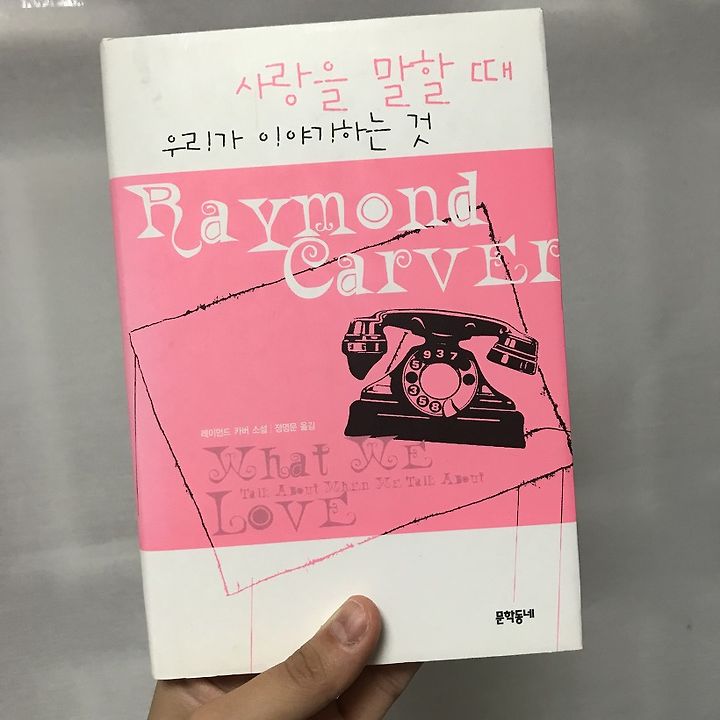 사랑을 말할 때
우리가 이야기하는 것
Raymond
Carver
937
레이먼드 카버 소설 | 정영문 옮김
What We
Talk About When We Talk About
Love
문학동네